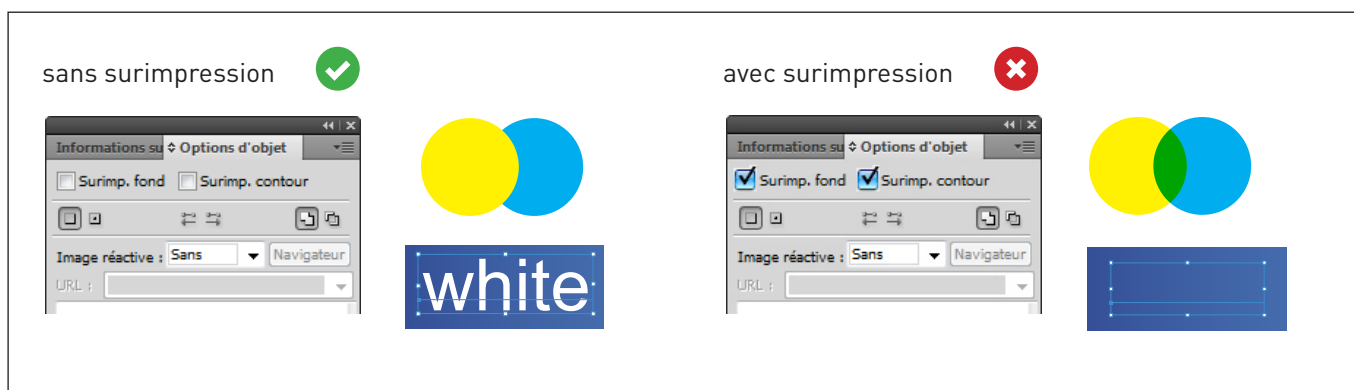 sans surimpression
Informations su Options d'objet
Surimp. fond Surimp. contour
Image réactive : Sans Navigateur
URL :
white
avec surimpression
Informations su Options d'objet
Surimp. fond Surimp. contour
Image réactive : Sans Navigateur
URL :